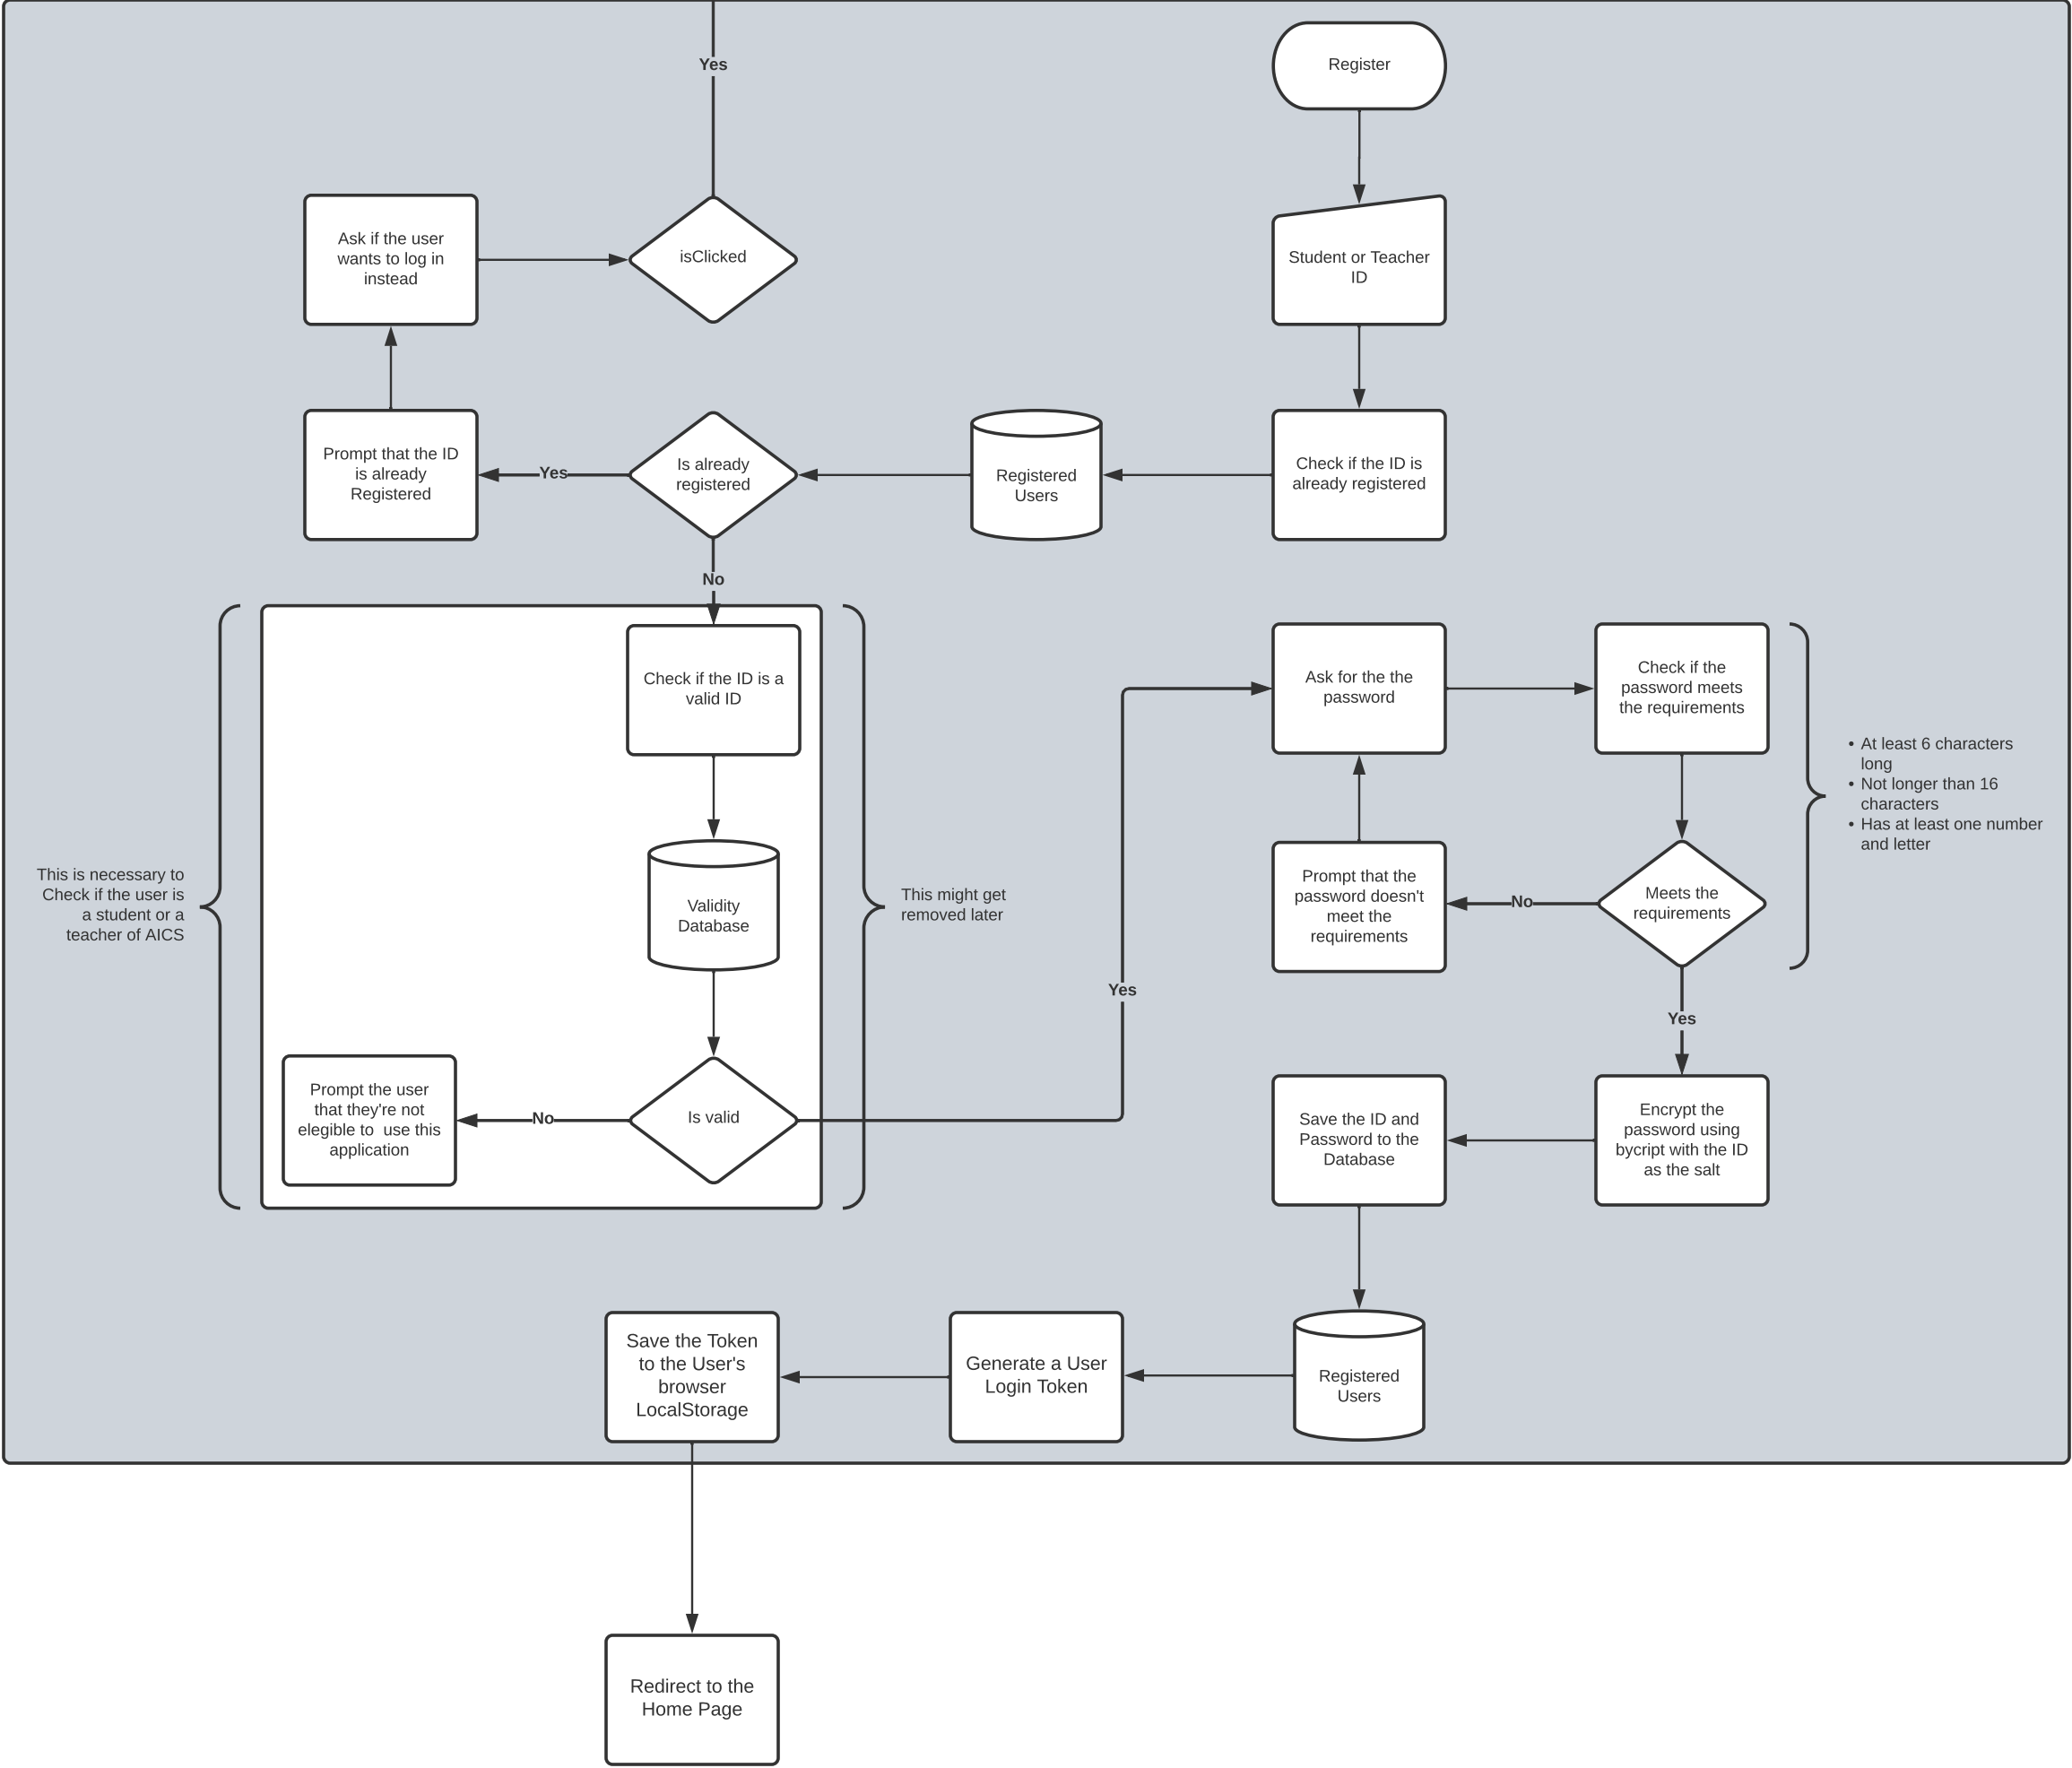 Yes
Register
Ask if the user
wants to log in
instead
isClicked
Student or Teacher
ID
Prompt that the ID
is already
Registered
Yes
Is already
registered
Registered
Users
Check if the ID is
already registered
No
Check if the ID is a
valid ID
Ask for the the
password
Check if the
password meets
the requirements
• At least 6 characters
long
• Not longer than 16
characters
• Has at least one number
and letter
This is necessary to
Check if the user is
a student or a
teacher of AICS
Validity
Database
This might get
removed later
Prompt that the
password doesn't
meet the
requirements
No
Meets the
requirements
Yes
Yes
Prompt the user
that they're not
elegible to  use this
application
No
Is valid
Save the ID and
Password to the
Database
Encrypt the
password using
bycript with the ID
as the salt
Save the Token
to the User's
browser
LocalStorage
Generate a User
Login Token
Registered
Users
Redirect to the
Home Page